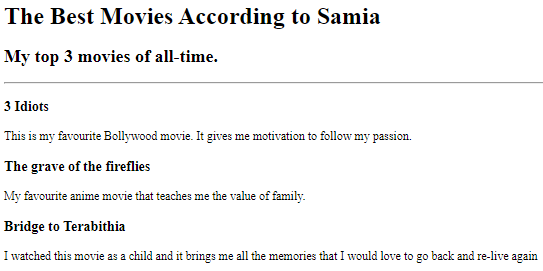 The Best Movies According to Samia
My top 3 movies of all-time.
3 Idiots
This is my favourite Bollywood movie. It gives me motivation to follow my passion.
The grave of the fireflies
My favourite anime movie that teaches me the value of family.
Bridge to Terabithia
I watched this movie as a child and it brings me all the memories that I would love to go back and re-live again